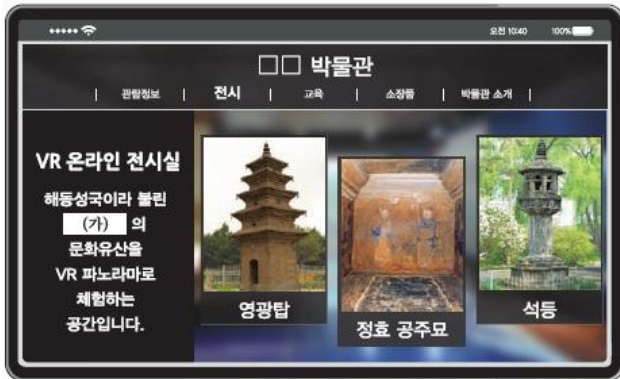 오전 10:40 100%
□□ 박물관
| 관람정보 | 전시 | 교육 | 소장품 | 박물관 소개 |
VR 온라인 전시실
해동성국이라 불린
(가) 의
문화유산을
VR 파노라마로
체험하는
공간입니다.
영광탑
정효 공주묘
석등